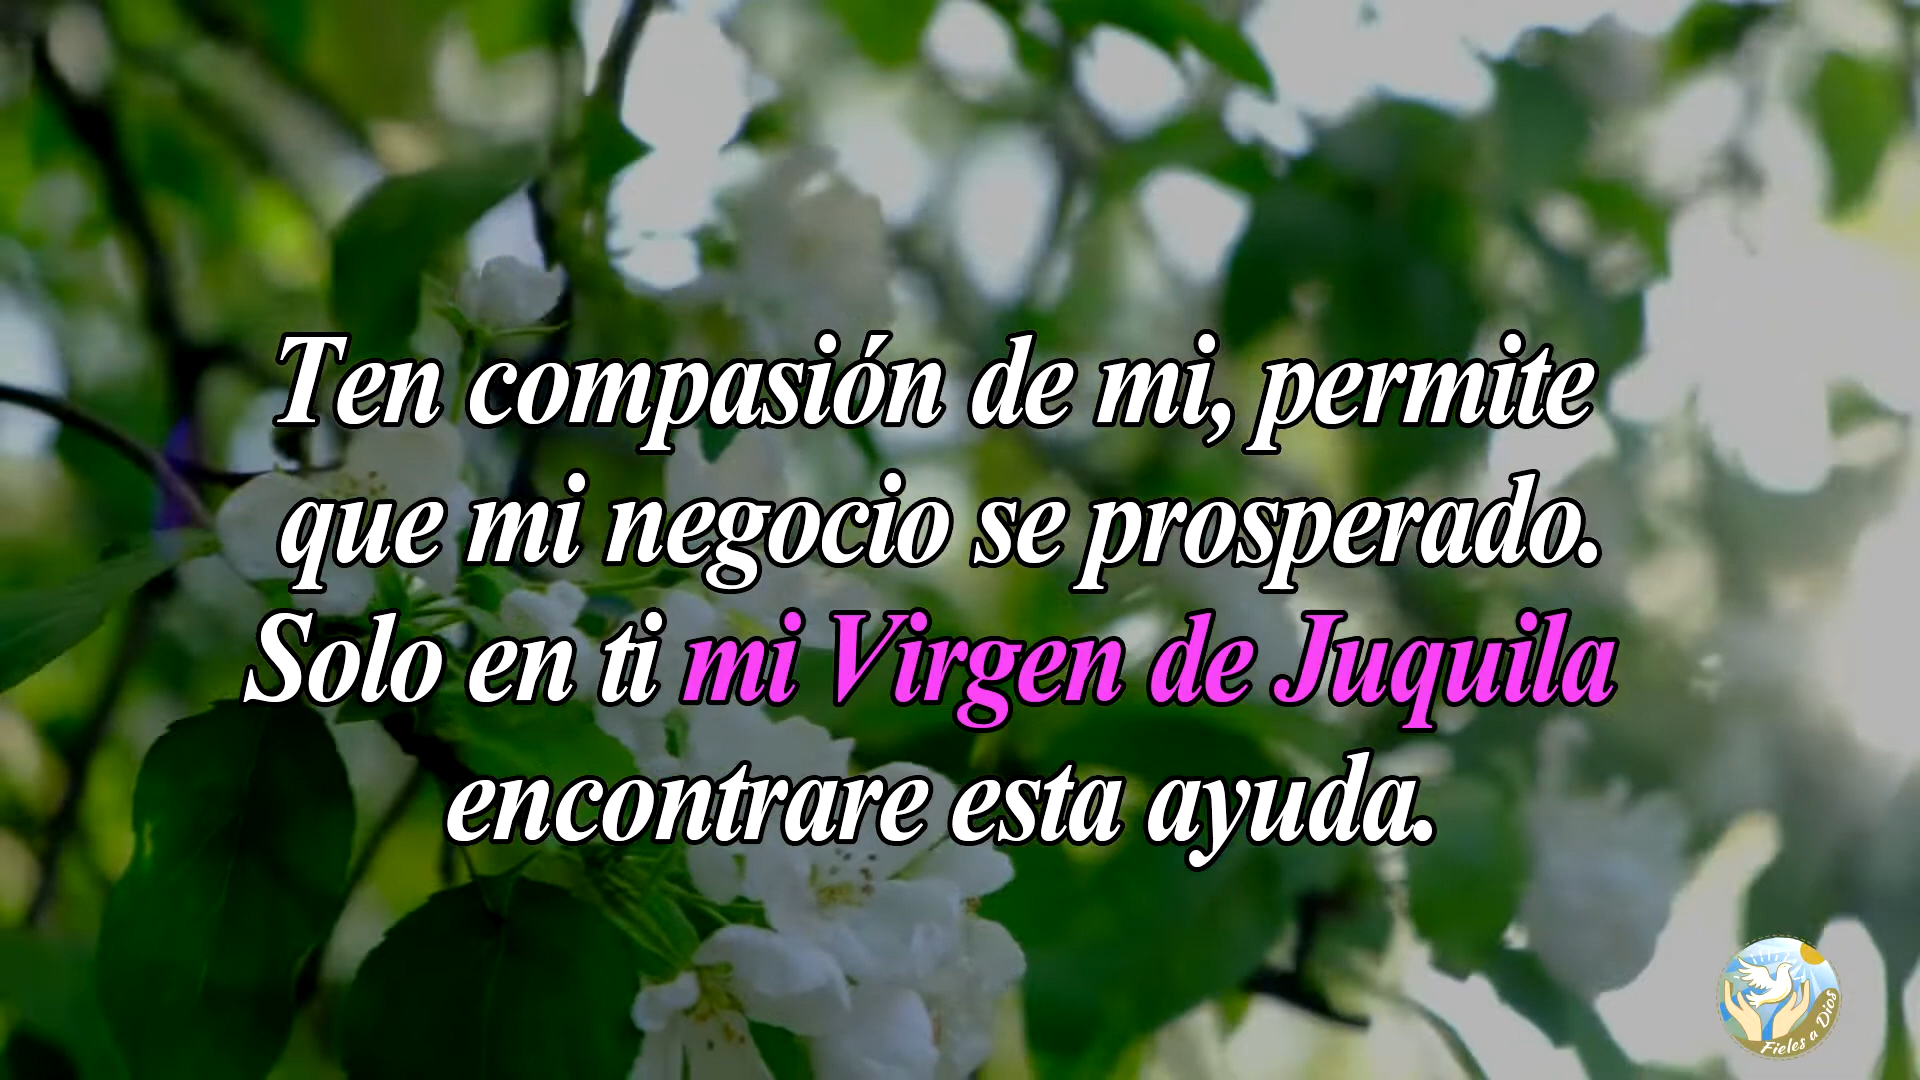 Ten compasión de mi, permite
que mi negocio se prosperado.
Solo en ti mi Virgen de Juquila
encontrare esta ayuda.
Fieles a Dios